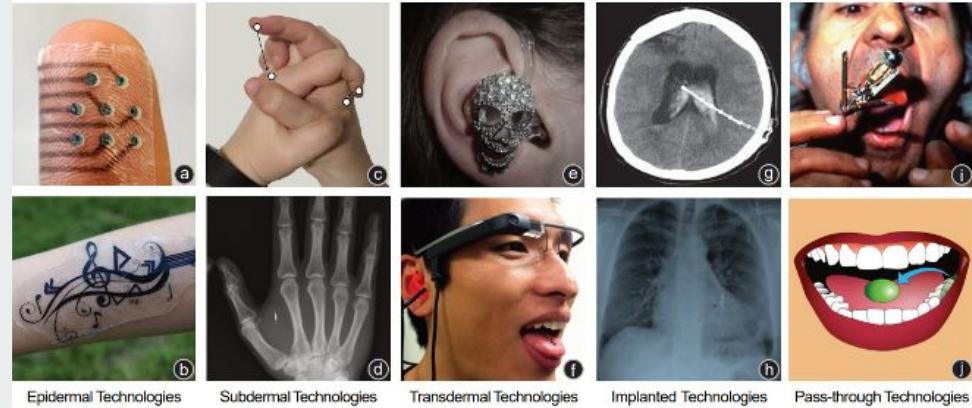 a
c
e
g
i
b
d
f
h
j
Epidermal Technologies
Subdermal Technologies
Transdermal Technologies
Implanted Technologies
Pass-through Technologies